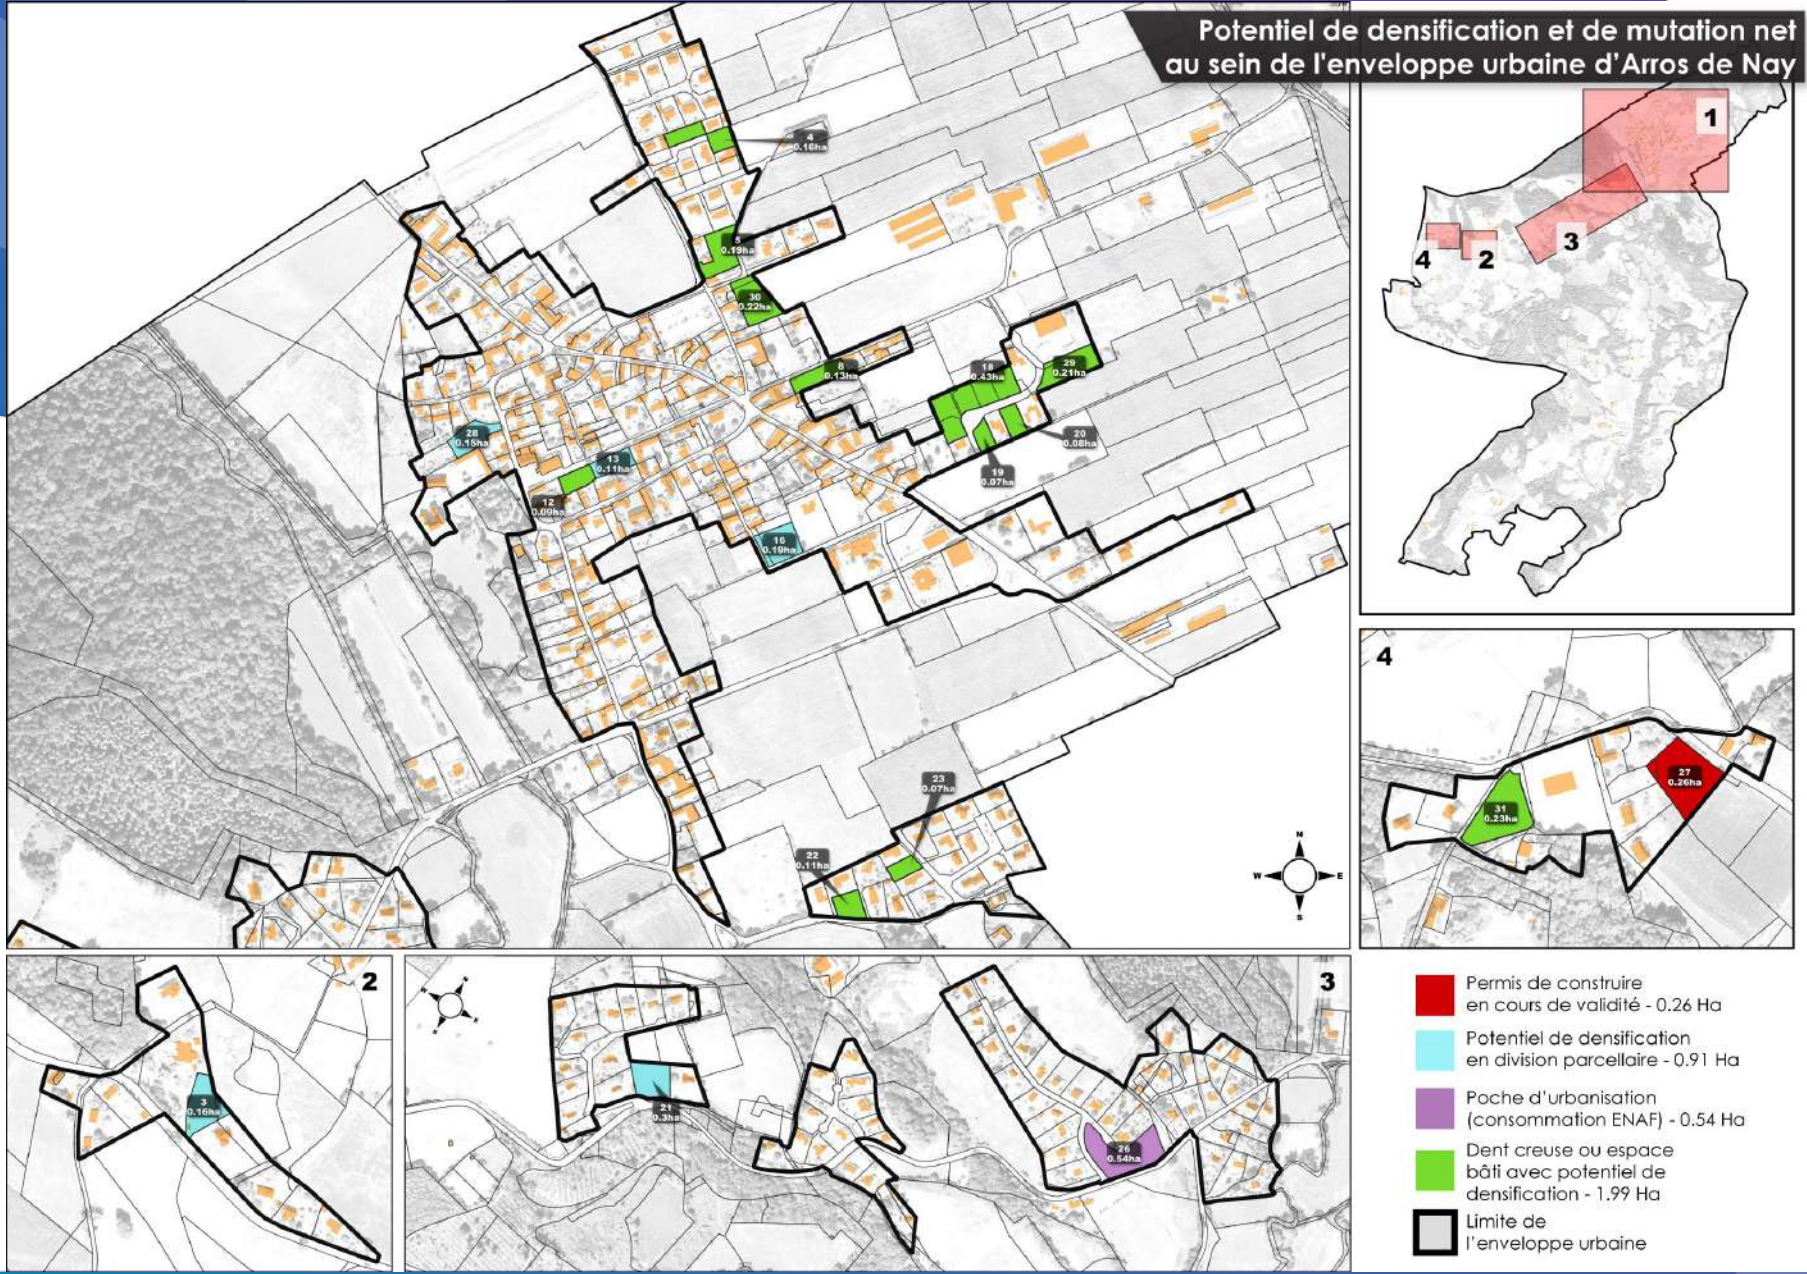 Potentiel de densification et de mutation net
au sein de l'enveloppe urbaine d'Arros de Nay
1
3
4
2
4
0.16ha
5
0.19ha
30
0.22ha
8
0.13ha
18
0.43ha
29
0.21ha
20
0.08ha
19
0.07ha
28
0.15ha
13
0.11ha
12
0.09ha
16
0.19ha
23
0.07ha
22
0.11ha
N
W
E
S
4
27
0.26ha
31
0.23ha
2
3
0.16ha
3
21
0.3ha
26
0.54ha
Permis de construire
en cours de validité - 0.26 Ha
Potentiel de densification
en division parcellaire - 0.91 Ha
Poche d'urbanisation
(consommation ENAF) - 0.54 Ha
Dent creuse ou espace
bâti avec potentiel de
densification - 1.99 Ha
Limite de
l'enveloppe urbaine